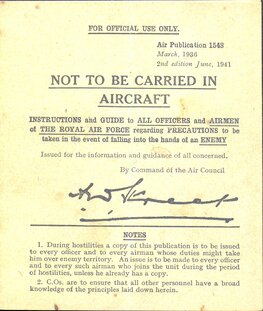 FOR OFFICIAL USE ONLY.
Air Publication 1548
March, 1936
2nd edition June, 1941
NOT TO BE CARRIED IN
AIRCRAFT
INSTRUCTIONS and GUIDE to ALL OFFICERS and AIRMEN
of THE ROYAL AIR FORCE regarding PRECAUTIONS to be
taken in the event of falling into the hands of an ENEMY
Issued for the information and guidance of all concerned.
By Command of the Air Council
NOTES
1. During hostilities a copy of this publication is to be issued
to every officer and to every airman whose duties might take
him over enemy territory. An issue is to be made to every officer
and to every such airman who joins the unit during the period
of hostilities, unless he already has a copy.
2. C.Os. are to ensure that all other personnel have a broad
knowledge of the principles laid down herein.